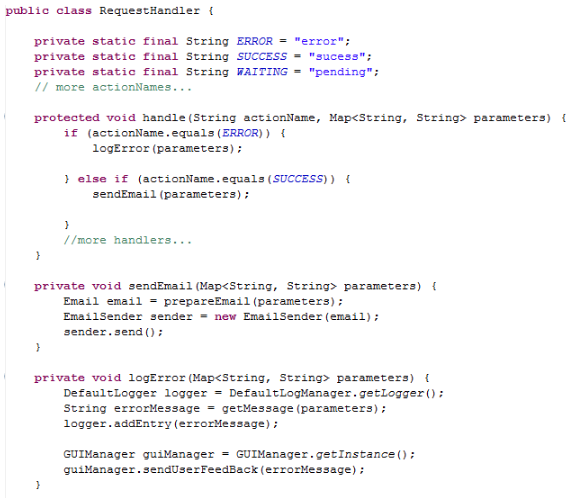 public class RequestHandler {
private static final String ERROR = "error";
private static final String SUCCESS = "sucess";
private static final String WAITING = "pending";
// more actionNames...
protected void handle(String actionName, Map<String, String> parameters) {
if (actionName.equals(ERROR)) {
logError(parameters);
} else if (actionName.equals(SUCCESS)) {
sendEmail(parameters);
}
//more handlers...
}
private void sendEmail(Map<String, String> parameters) {
Email email = prepareEmail(parameters);
EmailSender sender = new EmailSender(email);
sender.send();
}
private void logError(Map<String, String> parameters) {
DefaultLogger logger = DefaultLogManager.getLogger();
String errorMessage = getMessage(parameters);
logger.addEntry(errorMessage);
GUIManager guiManager = GUIManager.getInstance();
guiManager.sendUserFeedBack(errorMessage);
}